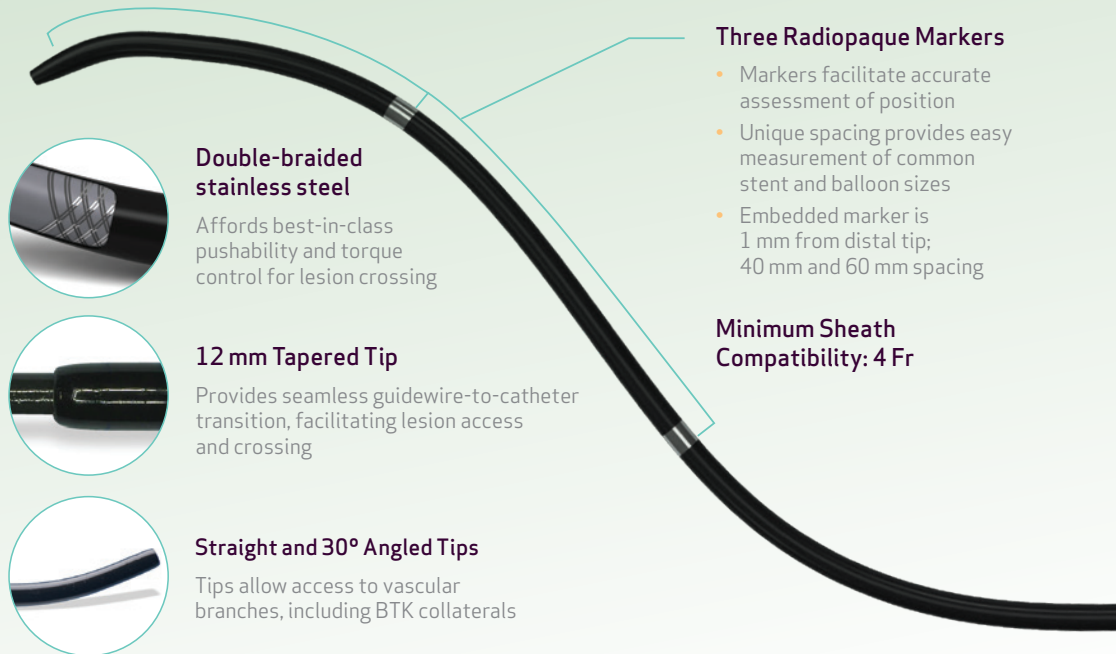 Three Radiopaque Markers
• Markers facilitate accurate
assessment of position
• Unique spacing provides easy
measurement of common
stent and balloon sizes
• Embedded marker is
1 mm from distal tip;
40 mm and 60 mm spacing
Minimum Sheath
Compatibility: 4 Fr
Double-braided
stainless steel
Affords best-in-class
pushability and torque
control for lesion crossing
12 mm Tapered Tip
Provides seamless guidewire-to-catheter
transition, facilitating lesion access
and crossing
Straight and 30° Angled Tips
Tips allow access to vascular
branches, including BTK collaterals